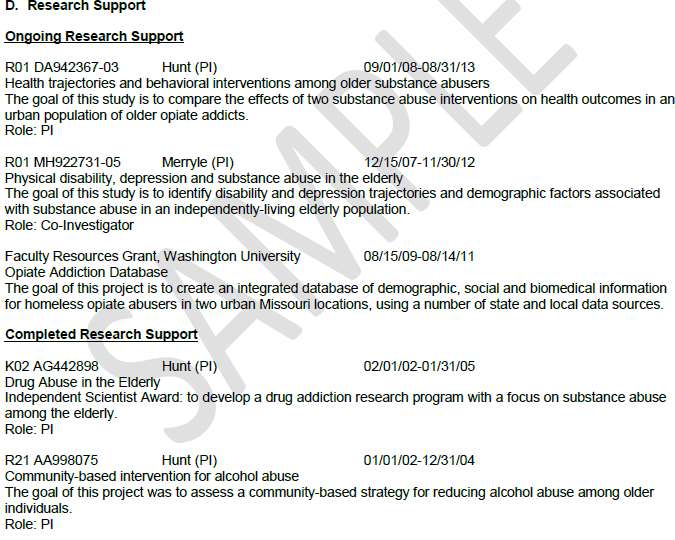 D. Research Support
Ongoing Research Support
R01 DA942367-03 Hunt (PI) 09/01/08-08/31/13
Health trajectories and behavioral interventions among older substance abusers
The goal of this study is to compare the effects of two substance abuse interventions on health outcomes in an
urban population of older opiate addicts.
Role: PI
R01 MH922731-05 Merryle (PI) 12/15/07-11/30/12
Physical disability, depression and substance abuse in the elderly
The goal of this study is to identify disability and depression trajectories and demographic factors associated
with substance abuse in an independently-living elderly population.
Role: Co-Investigator
Faculty Resources Grant, Washington University 08/15/09-08/14/11
Opiate Addiction Database
The goal of this project is to create an integrated database of demographic, social and biomedical information
for homeless opiate abusers in two urban Missouri locations, using a number of state and local data sources.
Completed Research Support
K02 AG442898 Hunt (PI) 02/01/02-01/31/05
Drug Abuse in the Elderly
Independent Scientist Award: to develop a drug addiction research program with a focus on substance abuse
among the elderly.
Role: PI
R21 AA998075 Hunt (PI) 01/01/02-12/31/04
Community-based intervention for alcohol abuse
The goal of this project was to assess a community-based strategy for reducing alcohol abuse among older
individuals.
Role: PI
SAMPLE